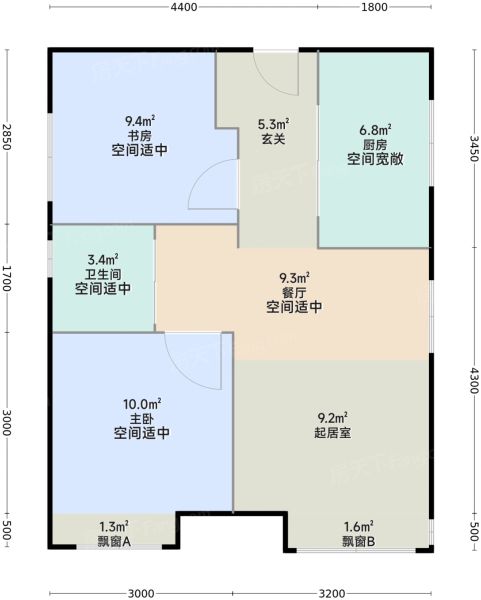 4400
1800
2850
3450
9.4㎡
书房
空间适中
5.3㎡
玄关
6.8㎡
厨房
空间宽敞
1700
3.4㎡
卫生间
空间适中
9.3㎡
餐厅
空间适中
4300
3000
10.0㎡
主卧
空间适中
9.2㎡
起居室
500
1.3㎡
飘窗A
1.6㎡
飘窗B
500
3000
3200